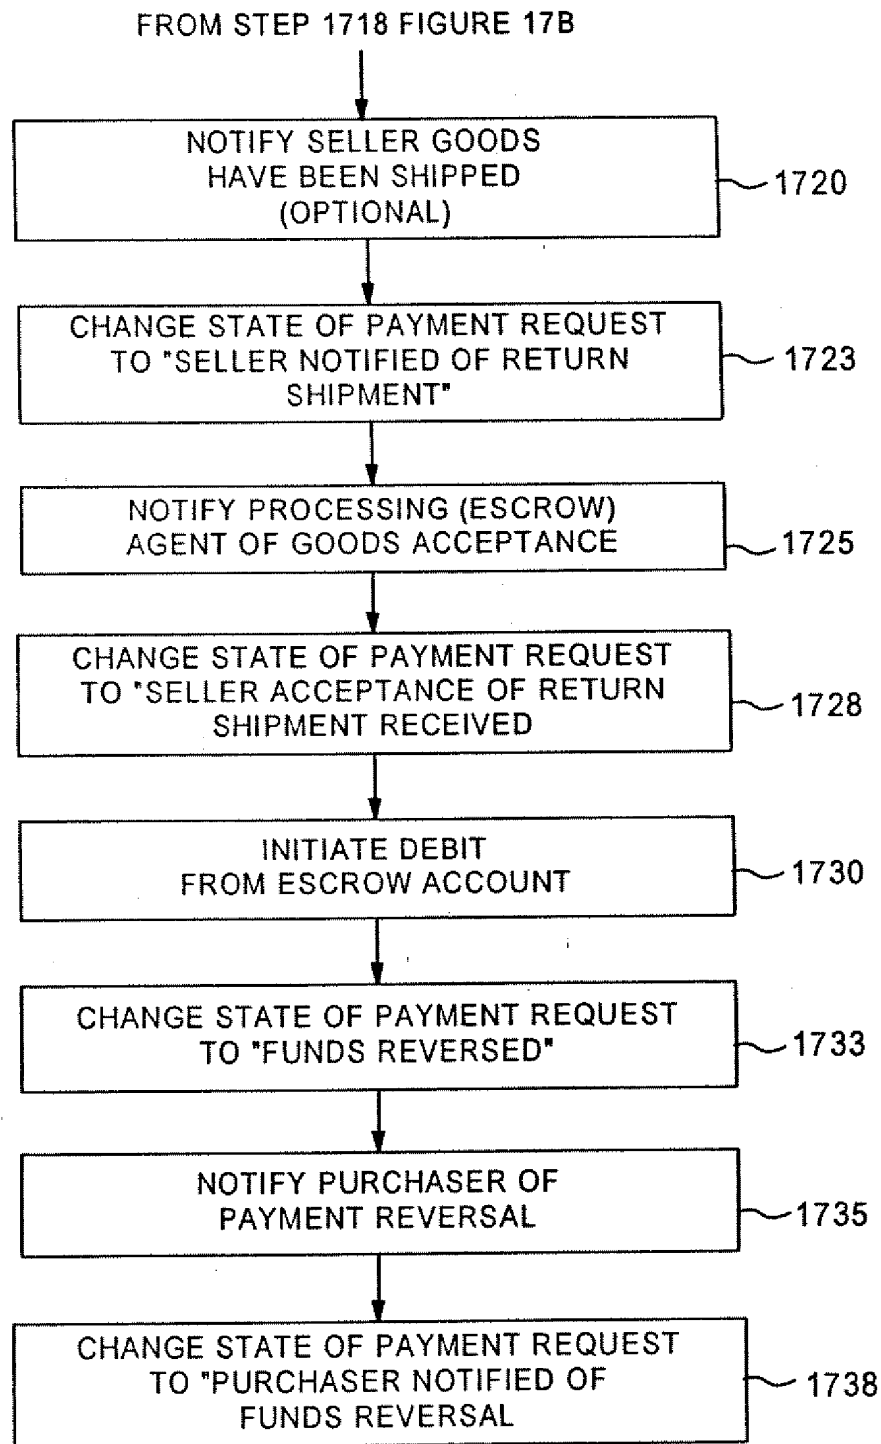 FROM STEP 1718 FIGURE 17B
NOTIFY SELLER GOODS
HAVE BEEN SHIPPED
(OPTIONAL)
1720
CHANGE STATE OF PAYMENT REQUEST
TO "SELLER NOTIFIED OF RETURN
SHIPMENT"
1723
NOTIFY PROCESSING (ESCROW)
AGENT OF GOODS ACCEPTANCE
1725
CHANGE STATE OF PAYMENT REQUEST
TO "SELLER ACCEPTANCE OF RETURN
SHIPMENT RECEIVED
1728
INITIATE DEBIT
FROM ESCROW ACCOUNT
1730
CHANGE STATE OF PAYMENT REQUEST
TO "FUNDS REVERSED"
1733
NOTIFY PURCHASER OF
PAYMENT REVERSAL
1735
CHANGE STATE OF PAYMENT REQUEST
TO "PURCHASER NOTIFIED OF
FUNDS REVERSAL
1738